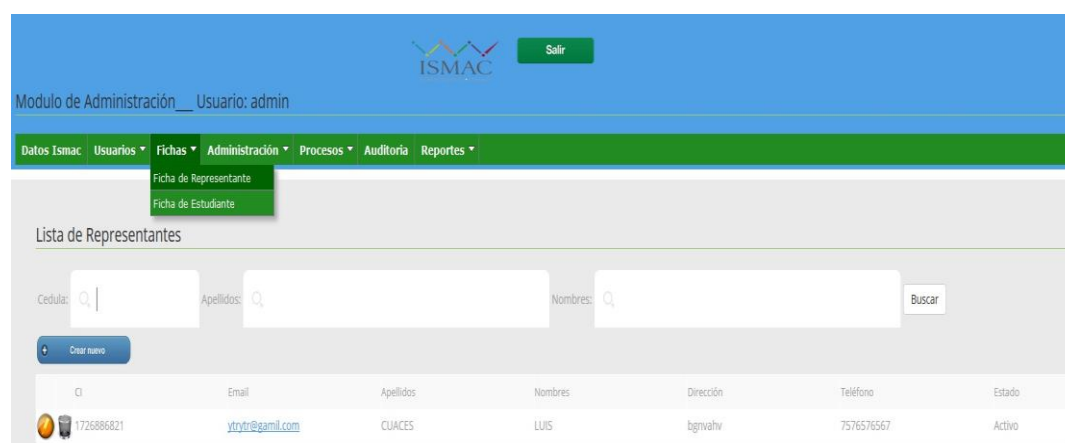 ISMAC
Salir
Modulo de Administración__ Usuario: admin
Datos Ismac Usuarios Fichas Administración Procesos Auditoria Reportes
Ficha de Representante
Ficha de Estudiante
Lista de Representantes
Cedula: Apellidos: Nombres: Buscar
Crear nuevo
CI Email Apellidos Nombres Dirección Teléfono Estado
1726886821 ytrytr@gamil.com CUACES LUIS bgnvahv 7576576567 Activo